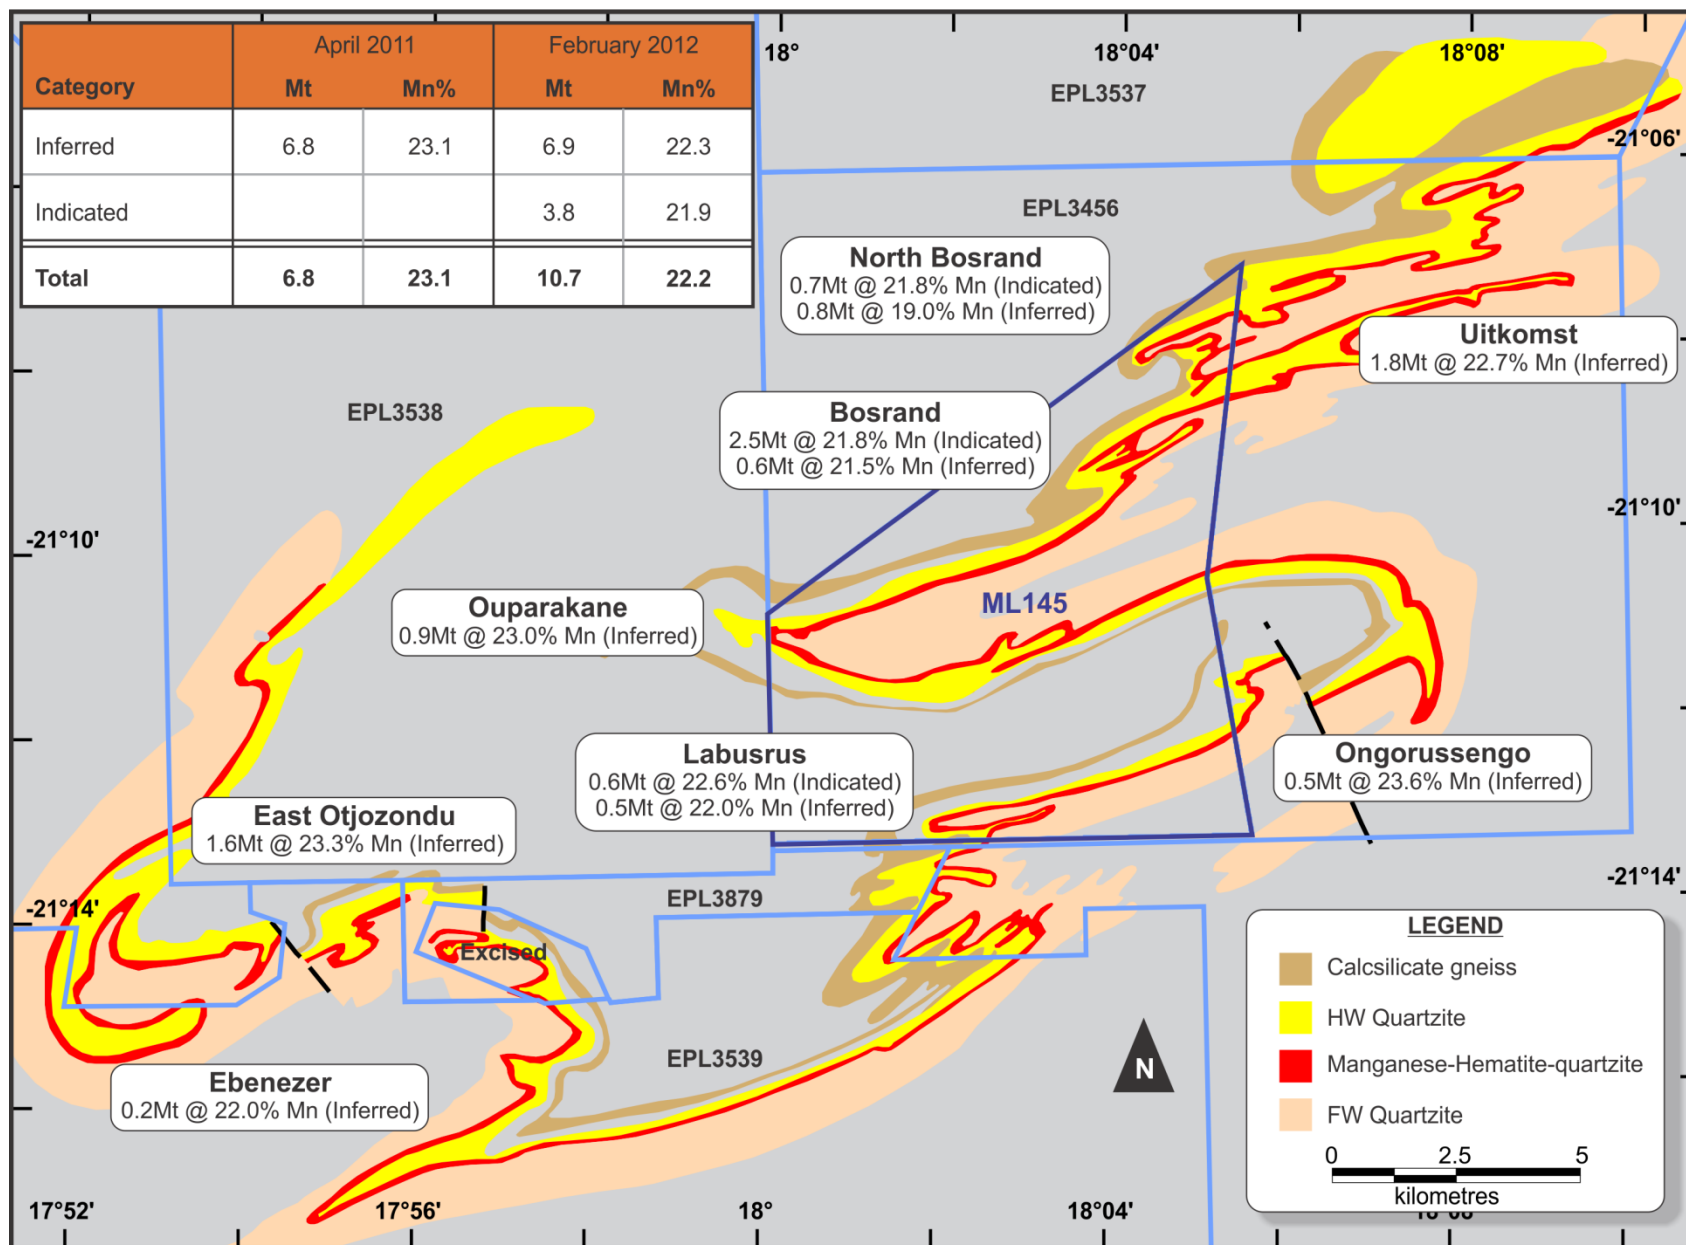 April 2011 February 2012
Category Mt Mn% Mt Mn%
Inferred 6.8 23.1 6.9 22.3
Indicated 3.8 21.9
Total 6.8 23.1 10.7 22.2
18° 18°04' 18°08'
EPL3537
-21°06'
EPL3456
North Bosrand
0.7Mt @ 21.8% Mn (Indicated)
0.8Mt @ 19.0% Mn (Inferred)
Uitkomst
1.8Mt @ 22.7% Mn (Inferred)
EPL3538
Bosrand
2.5Mt @ 21.8% Mn (Indicated)
0.6Mt @ 21.5% Mn (Inferred)
-21°10' -21°10'
Ouparakane
0.9Mt @ 23.0% Mn (Inferred)
ML145
Labusrus
0.6Mt @ 22.6% Mn (Indicated)
0.5Mt @ 22.0% Mn (Inferred)
Ongorussengo
0.5Mt @ 23.6% Mn (Inferred)
East Otjozondu
1.6Mt @ 23.3% Mn (Inferred)
-21°14' EPL3879 -21°14'
Excised
EPL3539
Ebenezer
0.2Mt @ 22.0% Mn (Inferred)
N
LEGEND
Calcsilicate gneiss
HW Quartzite
Manganese-Hematite-quartzite
FW Quartzite
0 2.5 5
kilometres
17°52' 17°56' 18° 18°04'